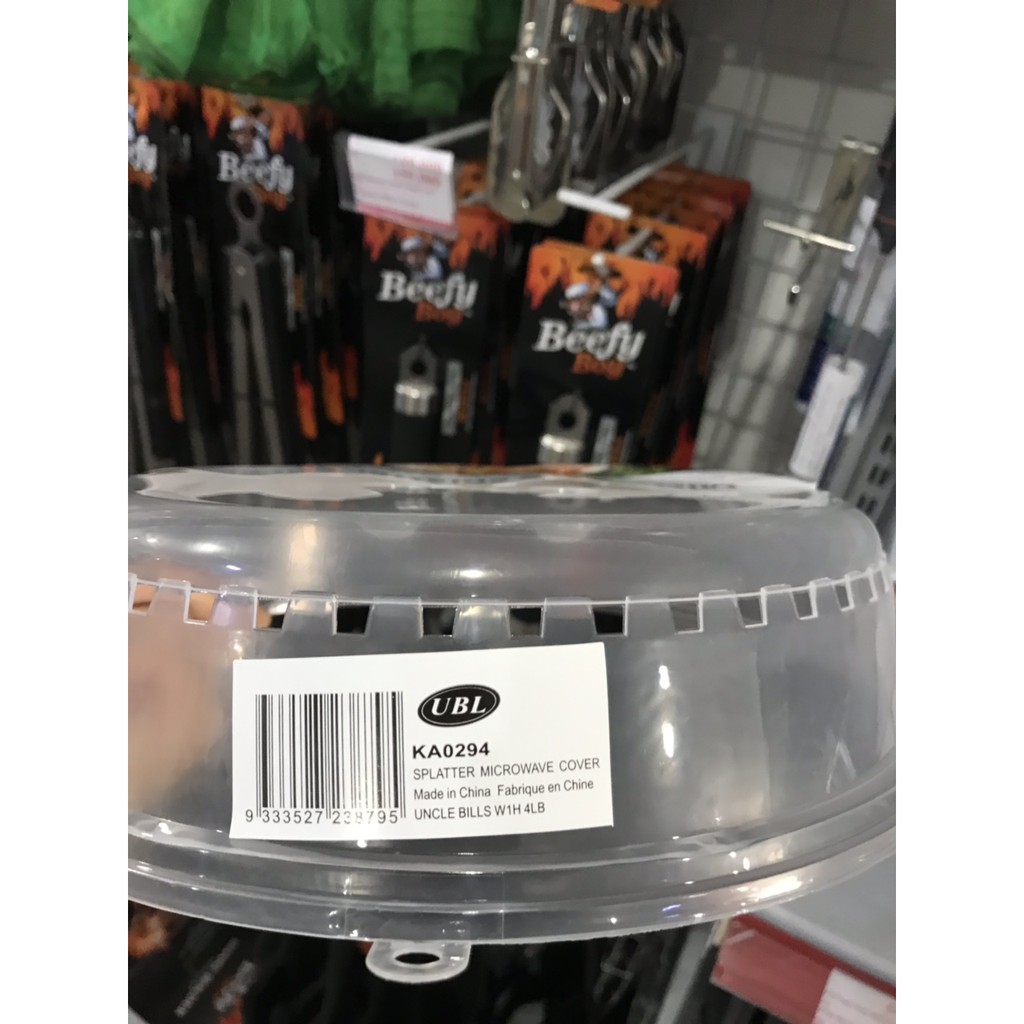 Beefy
Boy
Beefy
Boy
Beefy
Boy
UBL
KA0294
SPLATTER MICROWAVE COVER
Made in China Fabrique en Chine
UNCLE BILLS W1H 4LB
9 333527 238795